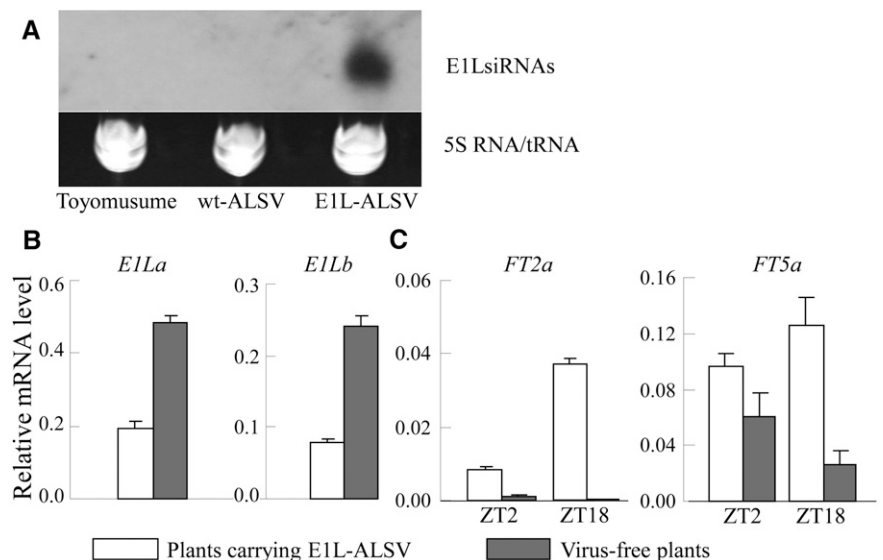 A
E1LsiRNAs
5S RNA/tRNA
Toyomusume wt-ALSV E1L-ALSV
B
C
E1La
E1Lb
FT2a
FT5a
Relative mRNA level
0.6
0.4
0.2
0.0
0.3
0.2
0.1
0.0
0.06
0.04
0.02
0.00
ZT2 ZT18
0.16
0.12
0.08
0.04
0.00
ZT2 ZT18
Plants carrying E1L-ALSV
Virus-free plants